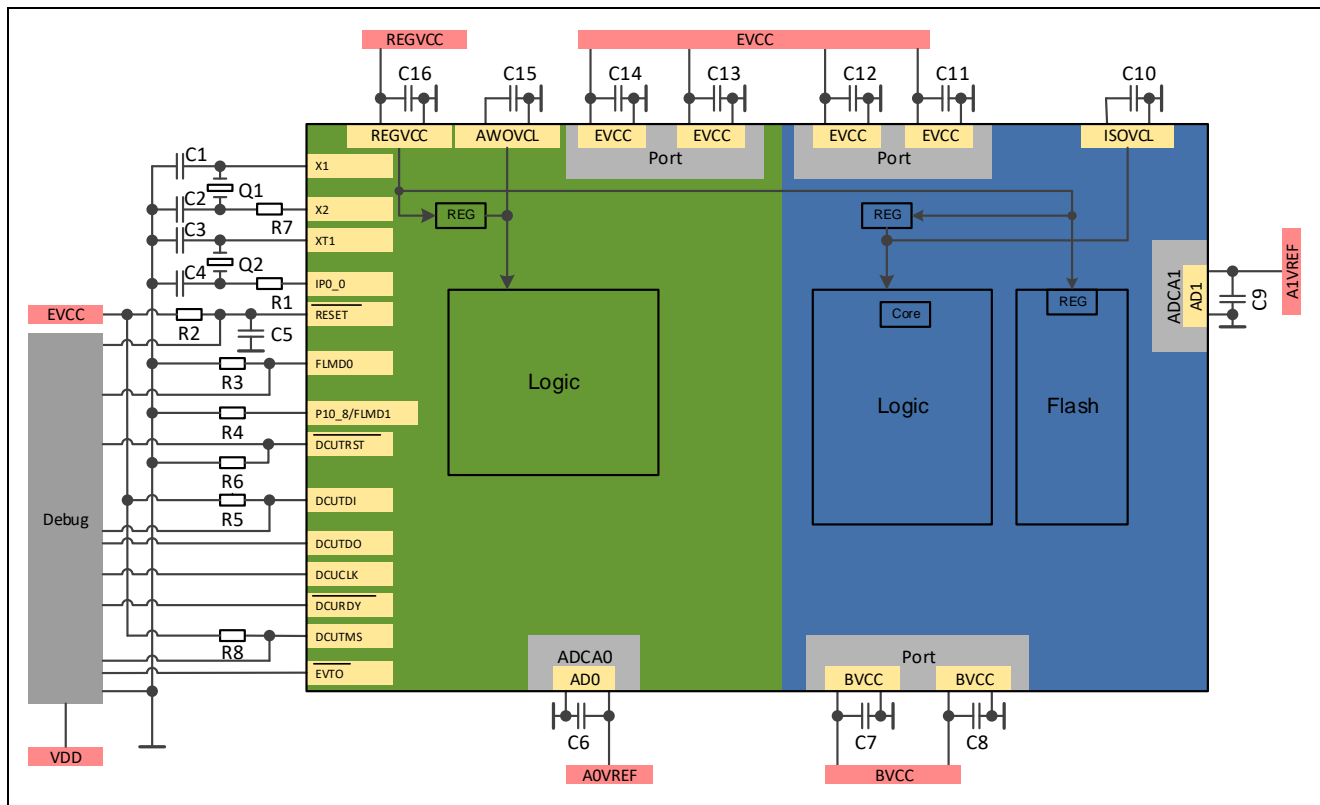 REGVCC
EVCC
C16
C15
C14
C13
C12
C11
C10
REGVCC
AWOVCL
EVCC
EVCC
EVCC
EVCC
ISOVCL
Port
Port
C1
X1
Q1
C2
X2
REG
REG
R7
C3
XT1
Q2
C4
IP0_0
R1
ADCA1
AD1
C9
A1VREF
EVCC
RESET
R2
C5
REG
Core
FLMD0
R3
Logic
Logic
Flash
P10_8/FLMD1
R4
DCUTRST
R6
DCUTDI
R5
Debug
DCUTDO
DCUCLK
DCURDY
DCUTMS
R8
EVTO
ADCA0
AD0
Port
BVCC
BVCC
C6
C7
C8
VDD
A0VREF
BVCC